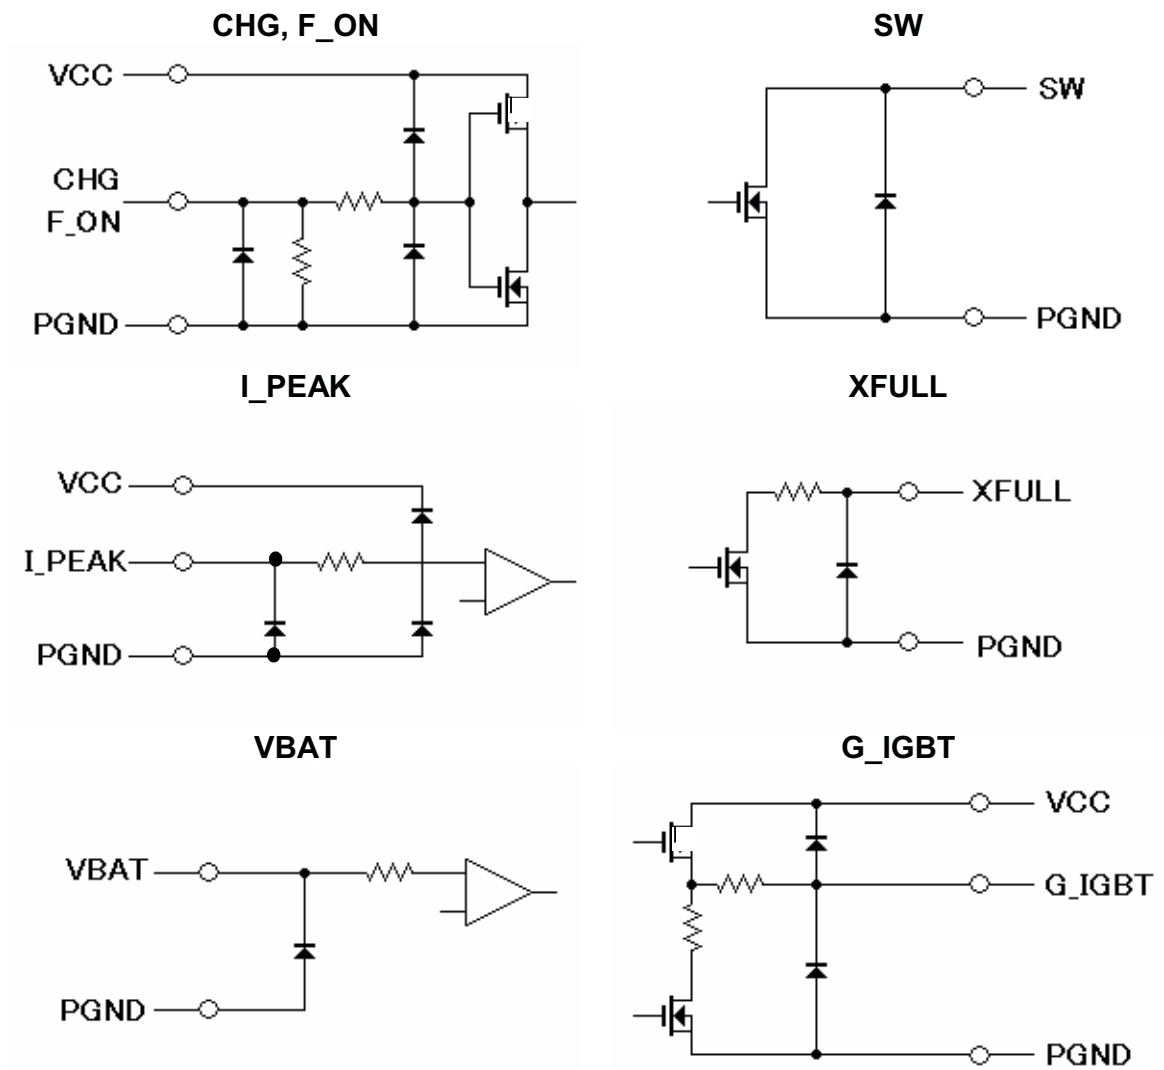 CHG, F_ON
VCC
CHG
F_ON
PGND
SW
SW
PGND
I_PEAK
VCC
I_PEAK
PGND
XFULL
XFULL
PGND
VBAT
VBAT
PGND
G_IGBT
VCC
G_IGBT
PGND